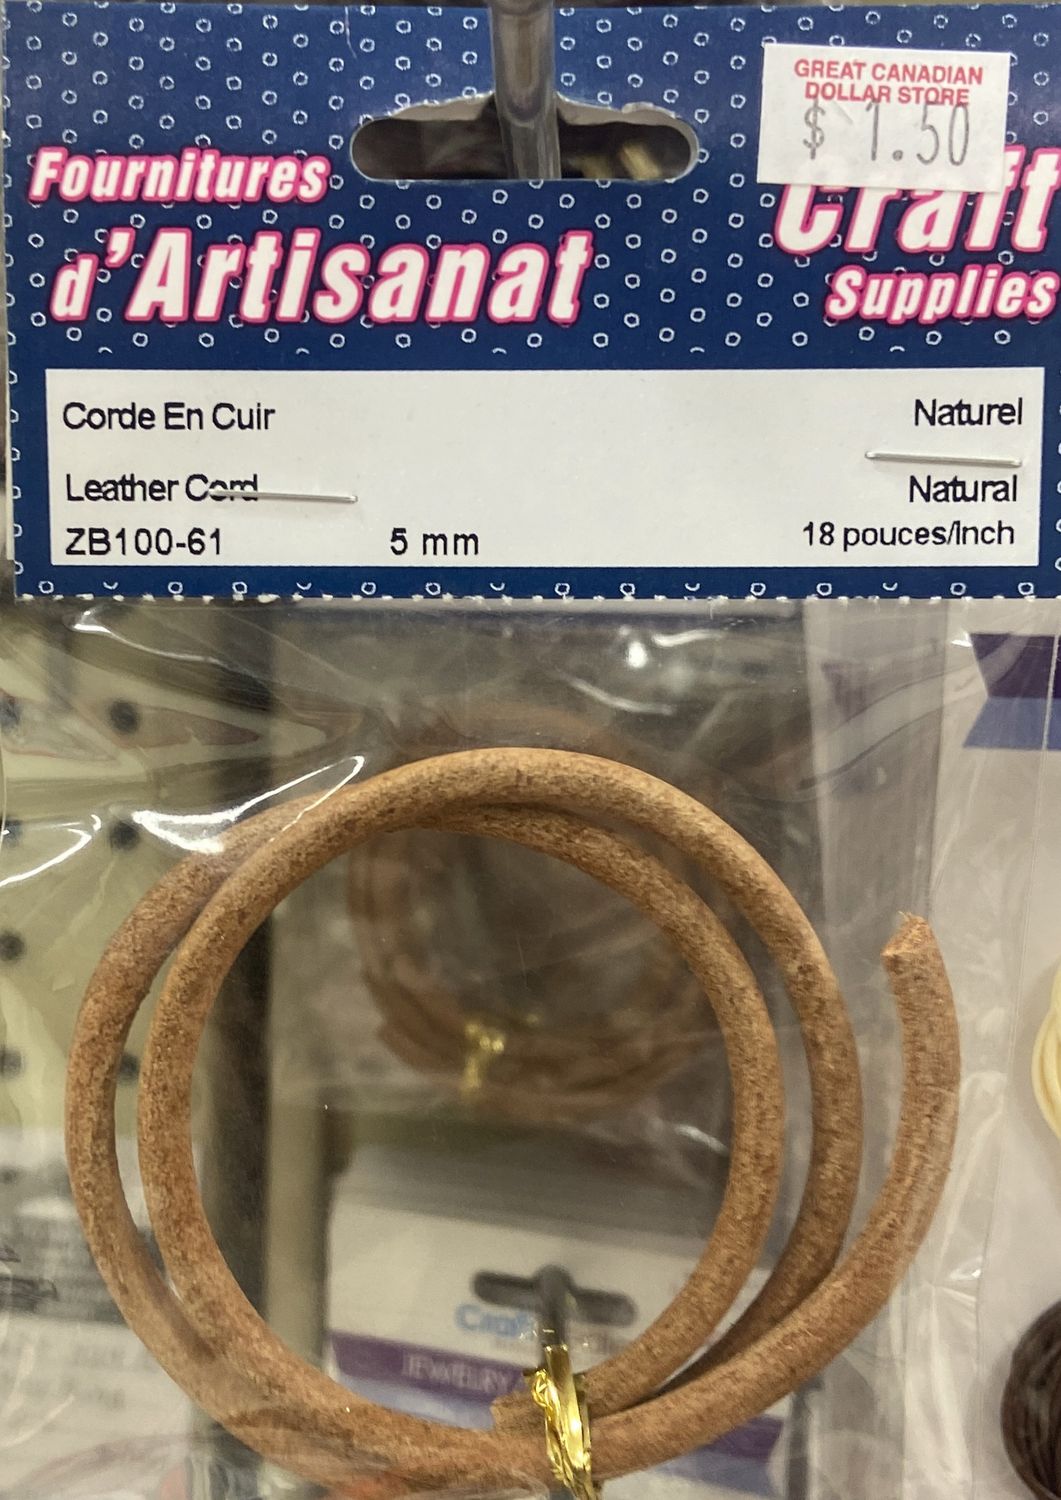 GREAT CANADIAN
DOLLAR STORE
$ 1.50
Fournitures
d'Artisanat
Craft
Supplies
Corde En Cuir
Naturel
Leather Cord
Natural
ZB100-61
5 mm
18 pouces/Inch
JEWELRY